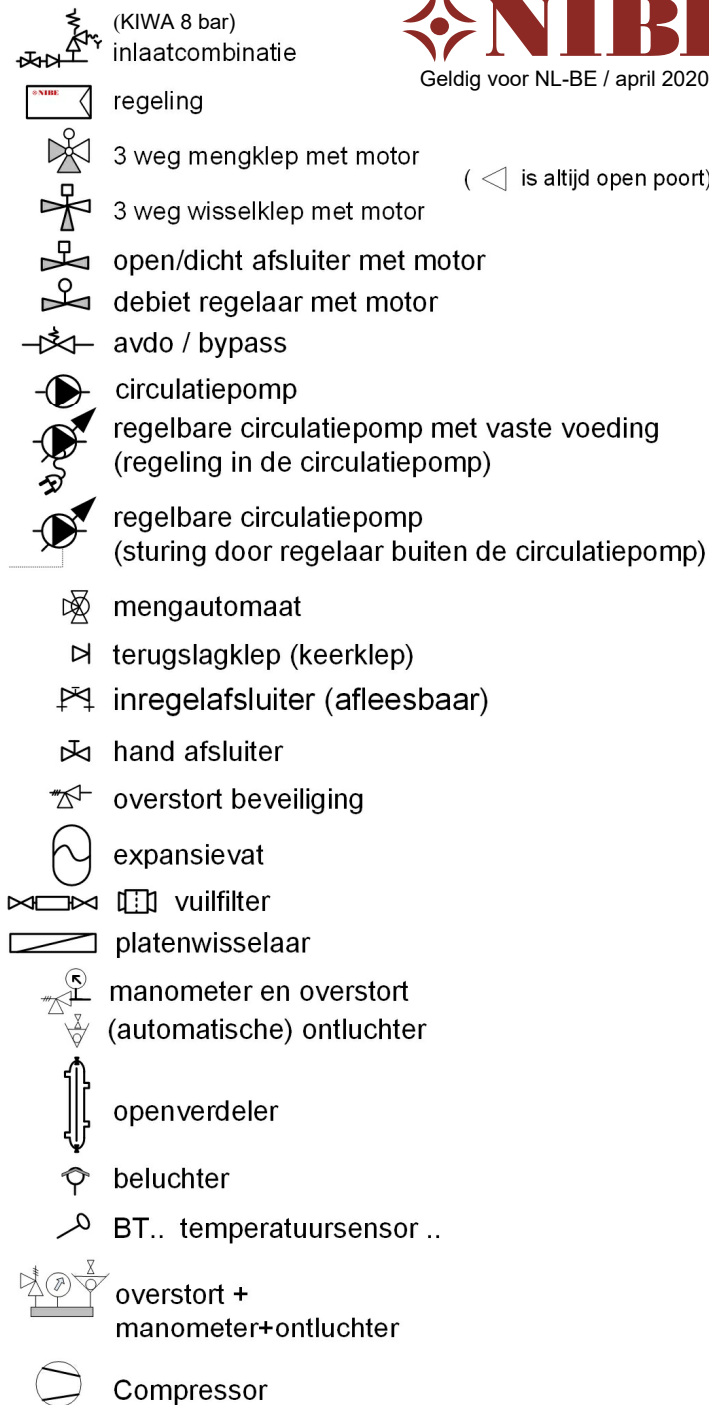 (KIWA 8 bar)
inlaatcombinatie
NIBE
Geldig voor NL-BE / april 2020
NIBE
regeling
3 weg mengklep met motor
( ◁ is altijd open poort)
3 weg wisselklep met motor
open/dicht afsluiter met motor
debiet regelaar met motor
avdo / bypass
circulatiepomp
regelbare circulatiepomp met vaste voeding
(regeling in de circulatiepomp)
regelbare circulatiepomp
(sturing door regelaar buiten de circulatiepomp)
mengautomaat
terugslagklep (keerklep)
inregelafsluiter (afleesbaar)
hand afsluiter
overstort beveiliging
expansievat
vuilfilter
platenwisselaar
manometer en overstort
(automatische) ontluchter
openverdeler
beluchter
BT.. temperatuursensor ..
overstort +
manometer+ontluchter
Compressor